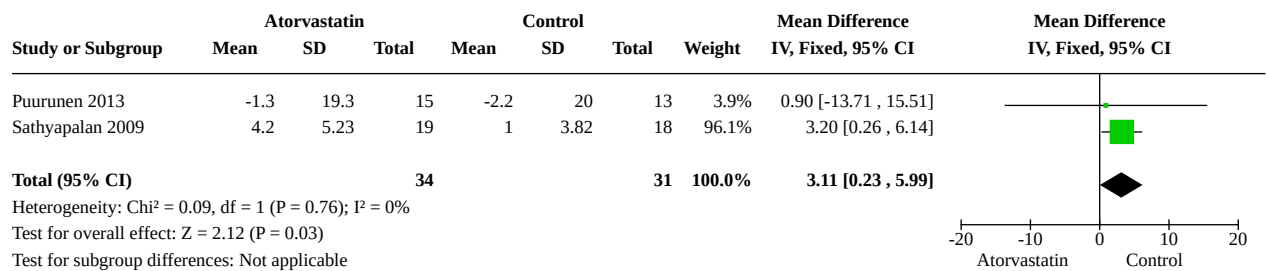 Atorvastatin Control Mean Difference Mean Difference
Study or Subgroup Mean SD Total Mean SD Total Weight IV, Fixed, 95% CI IV, Fixed, 95% CI
Puurunen 2013 -1.3 19.3 15 -2.2 20 13 3.9% 0.90 [-13.71 , 15.51]
Sathyapalan 2009 4.2 5.23 19 1 3.82 18 96.1% 3.20 [0.26 , 6.14]
Total (95% CI) 34 31 100.0% 3.11 [0.23 , 5.99]
Heterogeneity: Chi² = 0.09, df = 1 (P = 0.76); I² = 0%
Test for overall effect: Z = 2.12 (P = 0.03)
-20 -10 0 10 20
Test for subgroup differences: Not applicable Atorvastatin Control